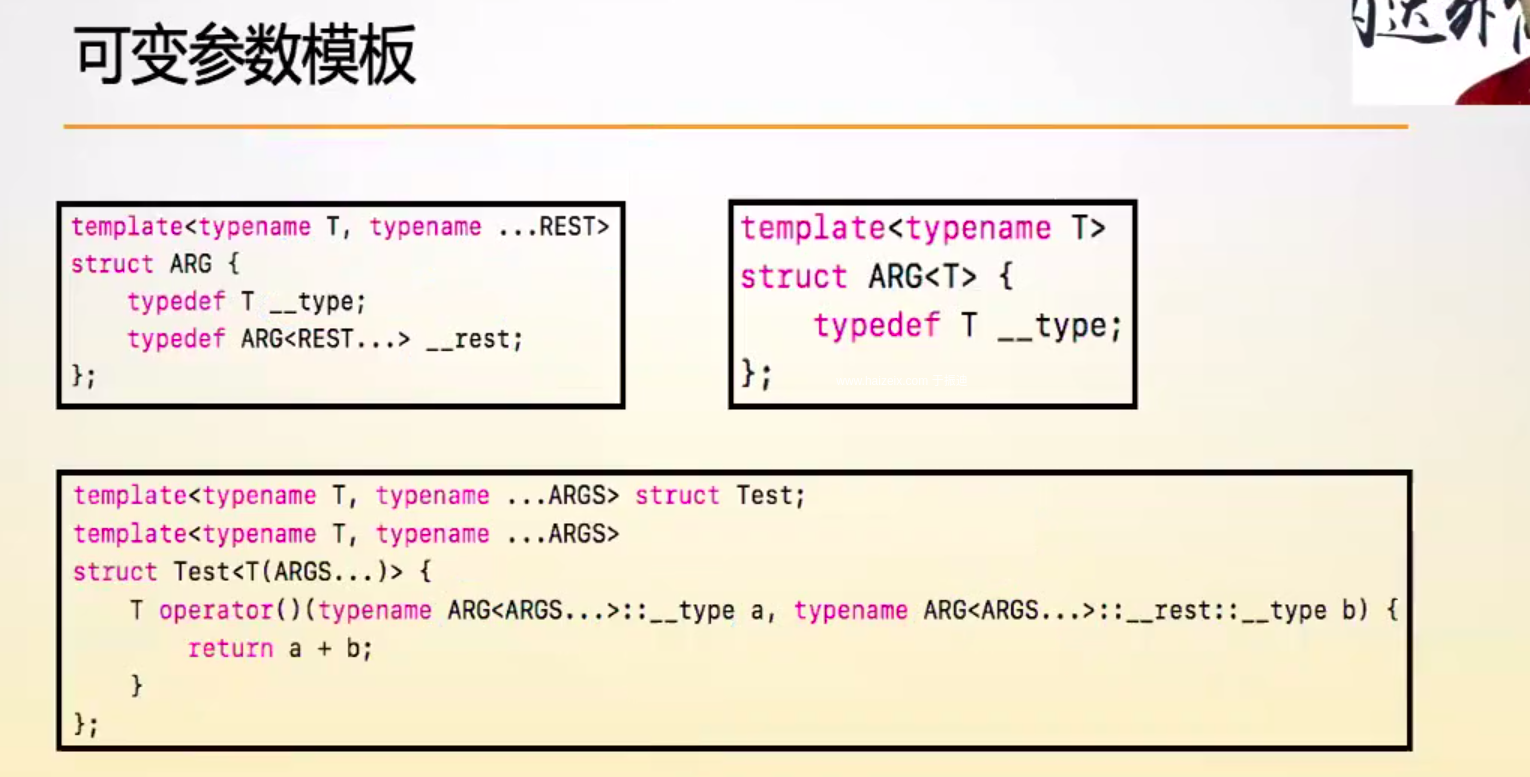 可变参数模板
template<typename T, typename ...REST>
struct ARG {
    typedef T __type;
    typedef ARG<REST...> __rest;
};
template<typename T>
struct ARG<T> {
    typedef T __type;
};
template<typename T, typename ...ARGS> struct Test;
template<typename T, typename ...ARGS>
struct Test<T(ARGS...)> {
    T operator()(typename ARG<ARGS...>::__type a, typename ARG<ARGS...>::__rest::__type b) {
        return a + b;
    }
};